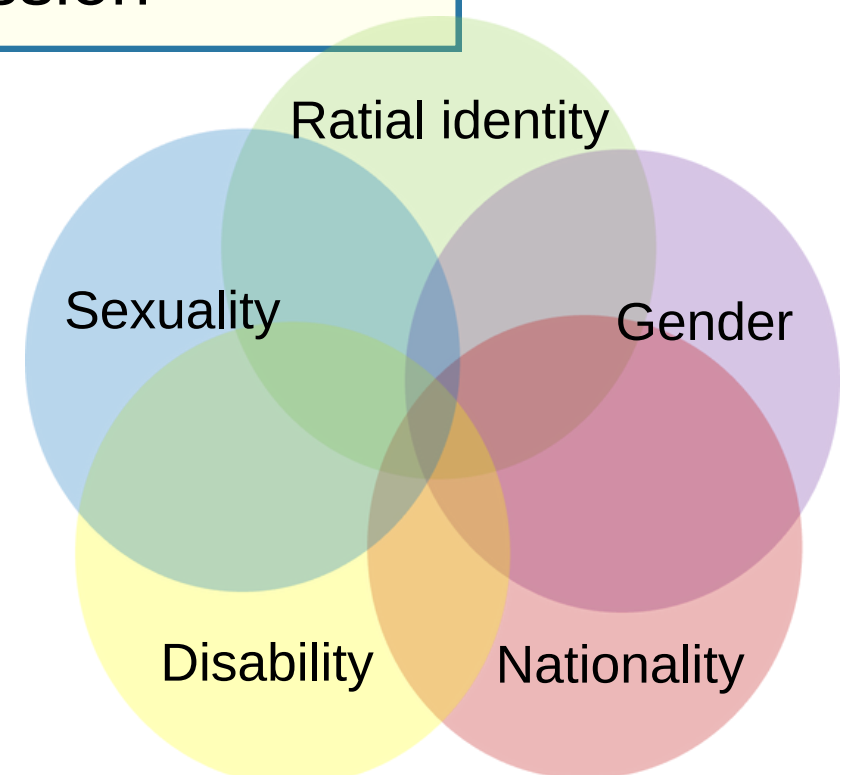 Ratial identity
Sexuality
Gender
Disability
Nationality